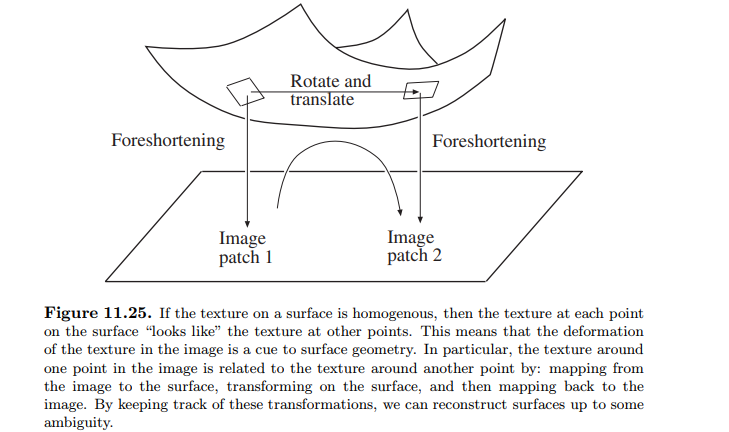 Rotate and
translate
Foreshortening
Foreshortening
Image
patch 1
Image
patch 2
Figure 11.25. If the texture on a surface is homogenous, then the texture at each point
on the surface “looks like” the texture at other points. This means that the deformation
of the texture in the image is a cue to surface geometry. In particular, the texture around
one point in the image is related to the texture around another point by: mapping from
the image to the surface, transforming on the surface, and then mapping back to the
image. By keeping track of these transformations, we can reconstruct surfaces up to some
ambiguity.